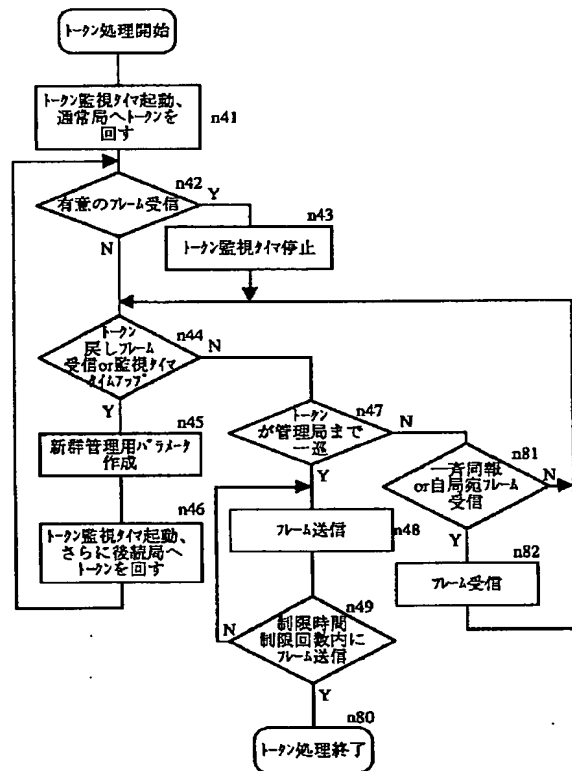 トークン処理開始
トークン監視タイマ起動、
通常局へトークンを
回す
n41
n42
有意のフレーム受信
Y
N
n43
トークン監視タイマ停止
n44
トークン
戻しフレーム
受信or監視タイマ
タイムアップ
N
Y
n45
新群管理用パラメータ
作成
n46
トークン監視タイマ起動、
さらに後続局へ
トークンを回す
n47
トークン
が管理局まで
一巡
N
Y
n81
一斉同報
or自局宛フレーム
受信
N
Y
n48
フレーム送信
n82
フレーム受信
n49
制限時間
制限回数内に
フレーム送信
N
Y
n80
トークン処理終了